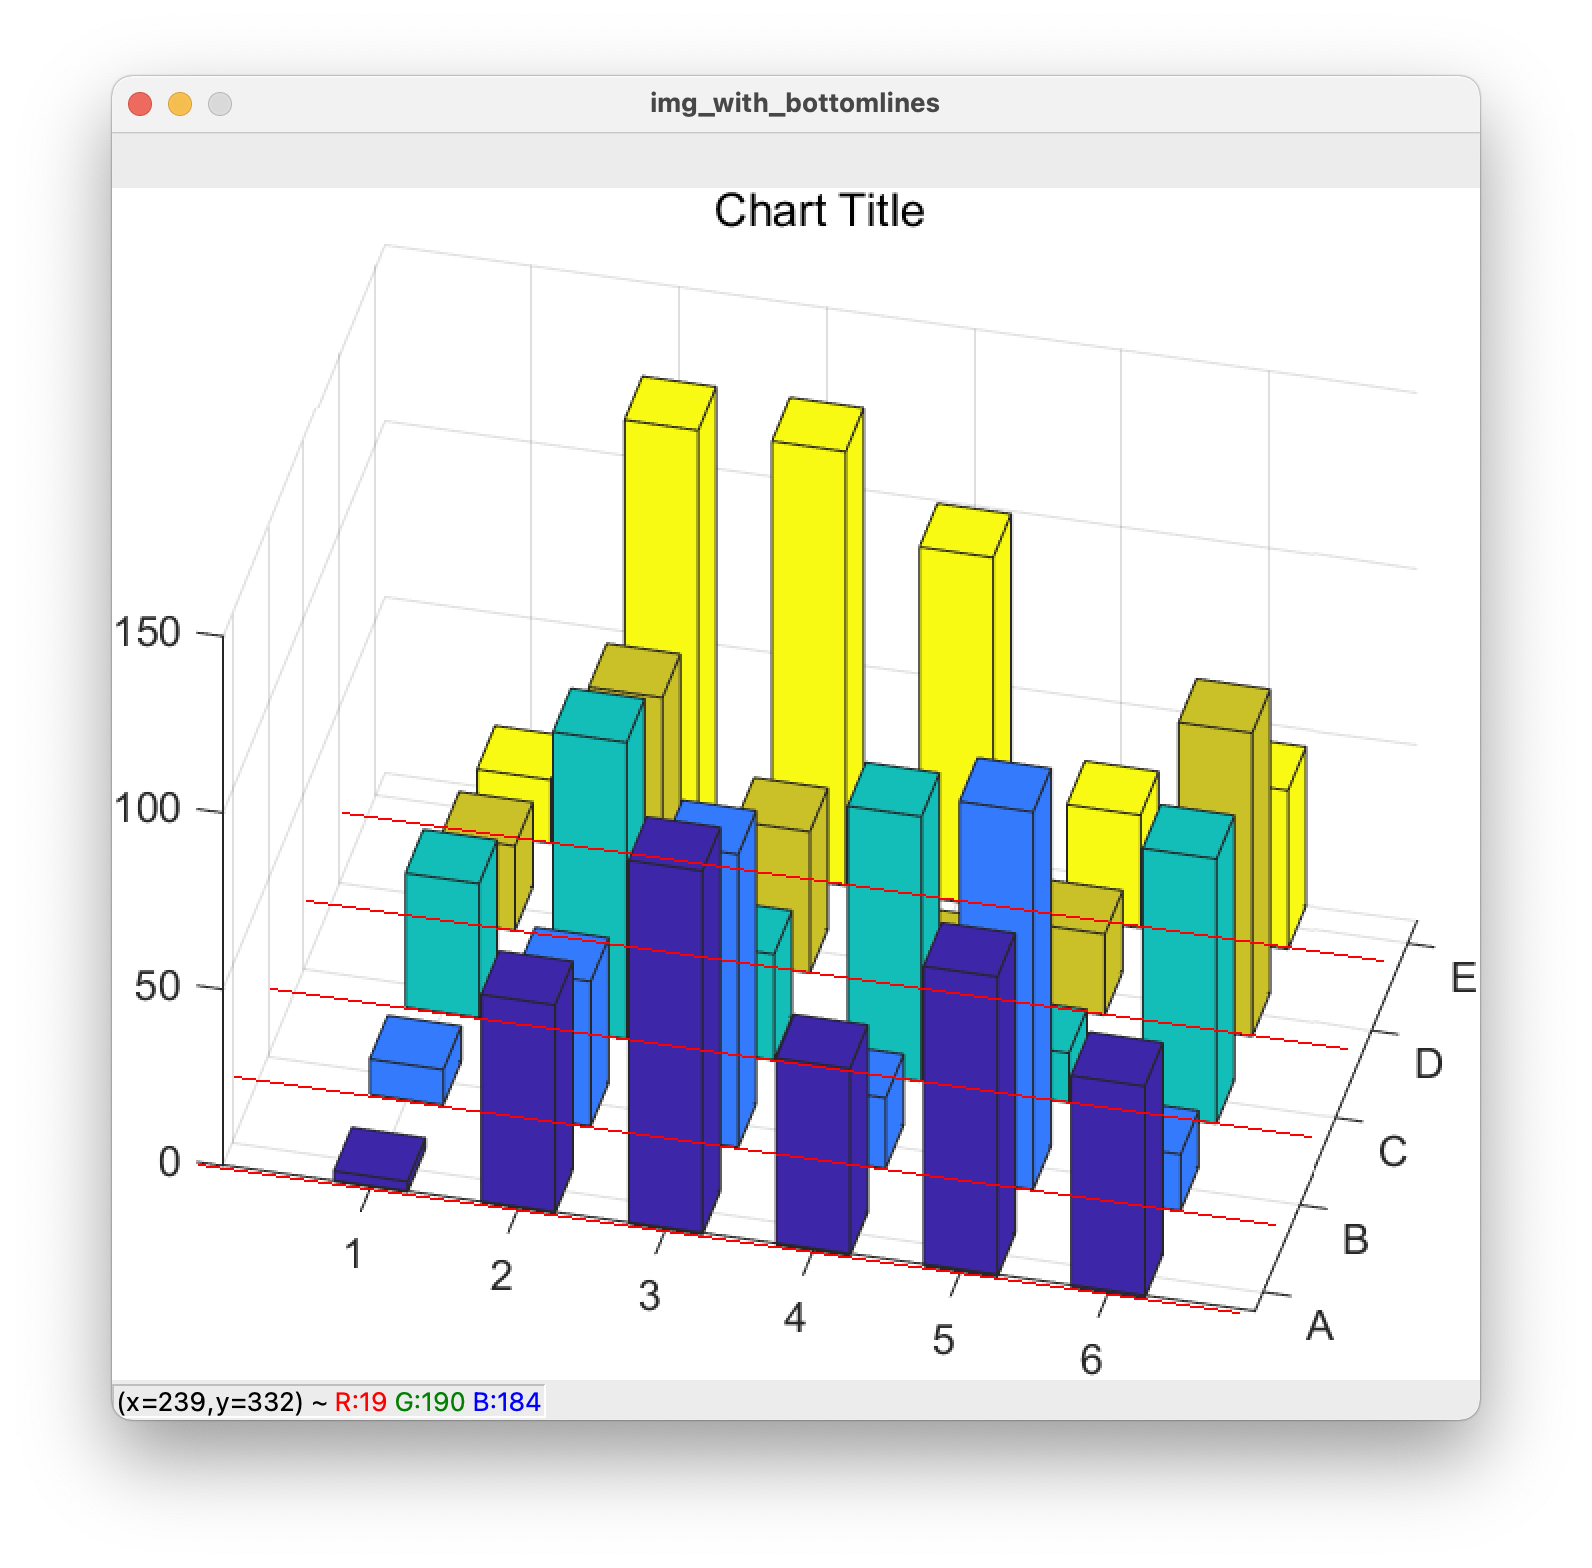 img_with_bottomlines
Chart Title
150
100
50
0
1
2
3
4
5
6
E
D
C
B
A
(x=239,y=332) ~ R:19 G:190 B:184